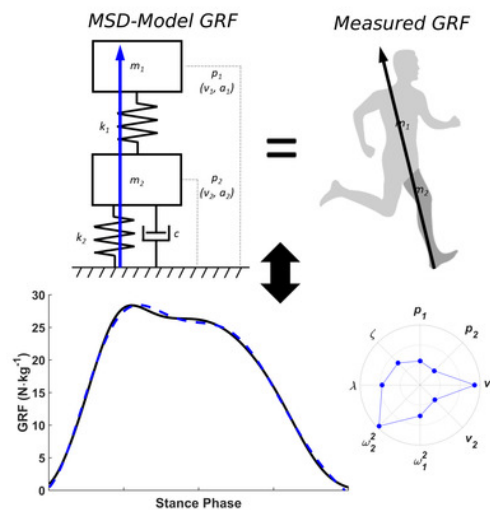 MSD-Model GRF
Measured GRF
m1
p1
(v1, a1)
k1
m2
p2
(v2, a2)
k2
c
=
m1
m2
30
25
20
15
10
5
0
GRF (N·kg-1)
Stance Phase
p1
p2
v
v2
ω1²
ω2²
λ
ζ